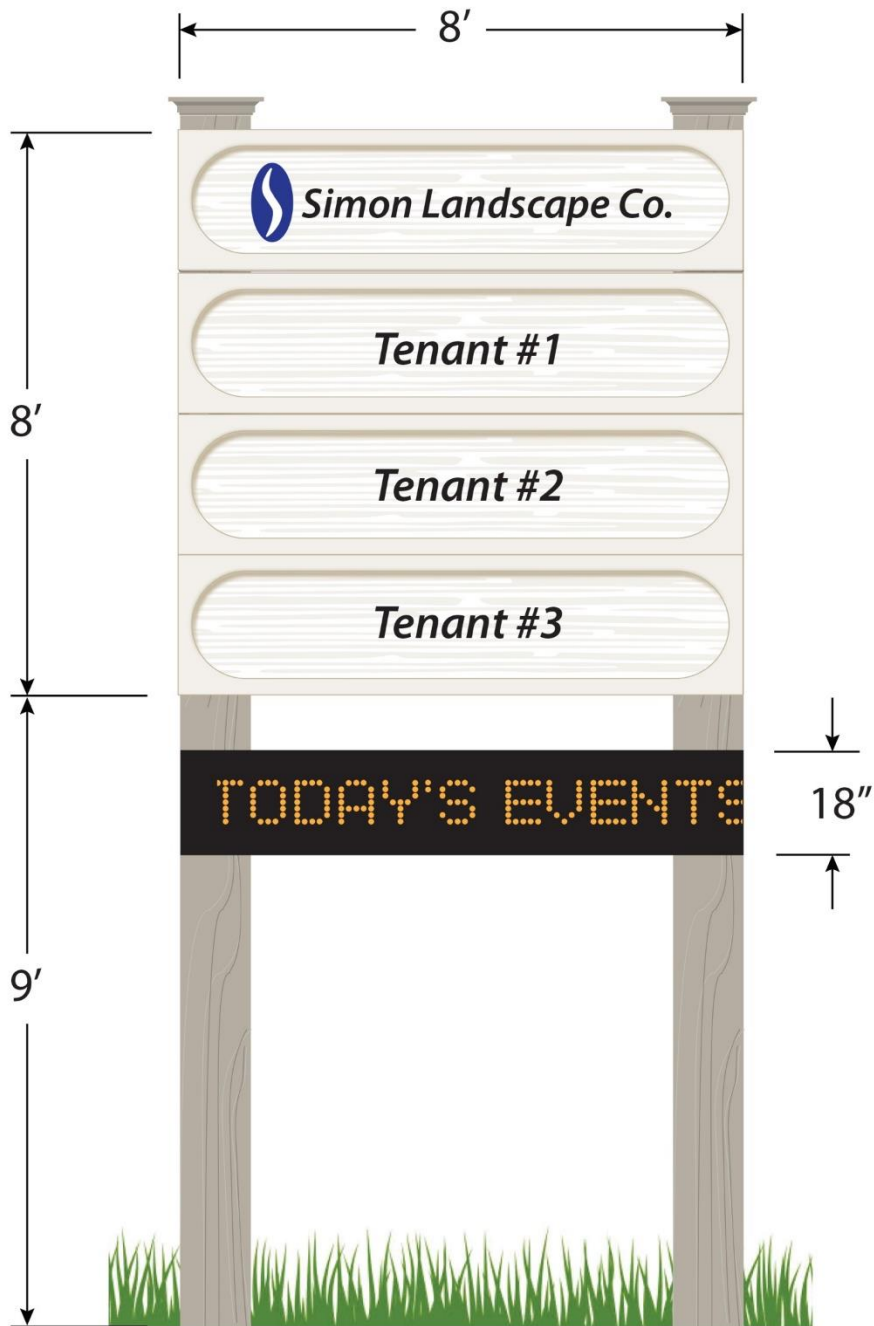 8’
Simon Landscape Co.
Tenant #1
8’
Tenant #2
Tenant #3
TODAY'S EVENTS
18”
9’